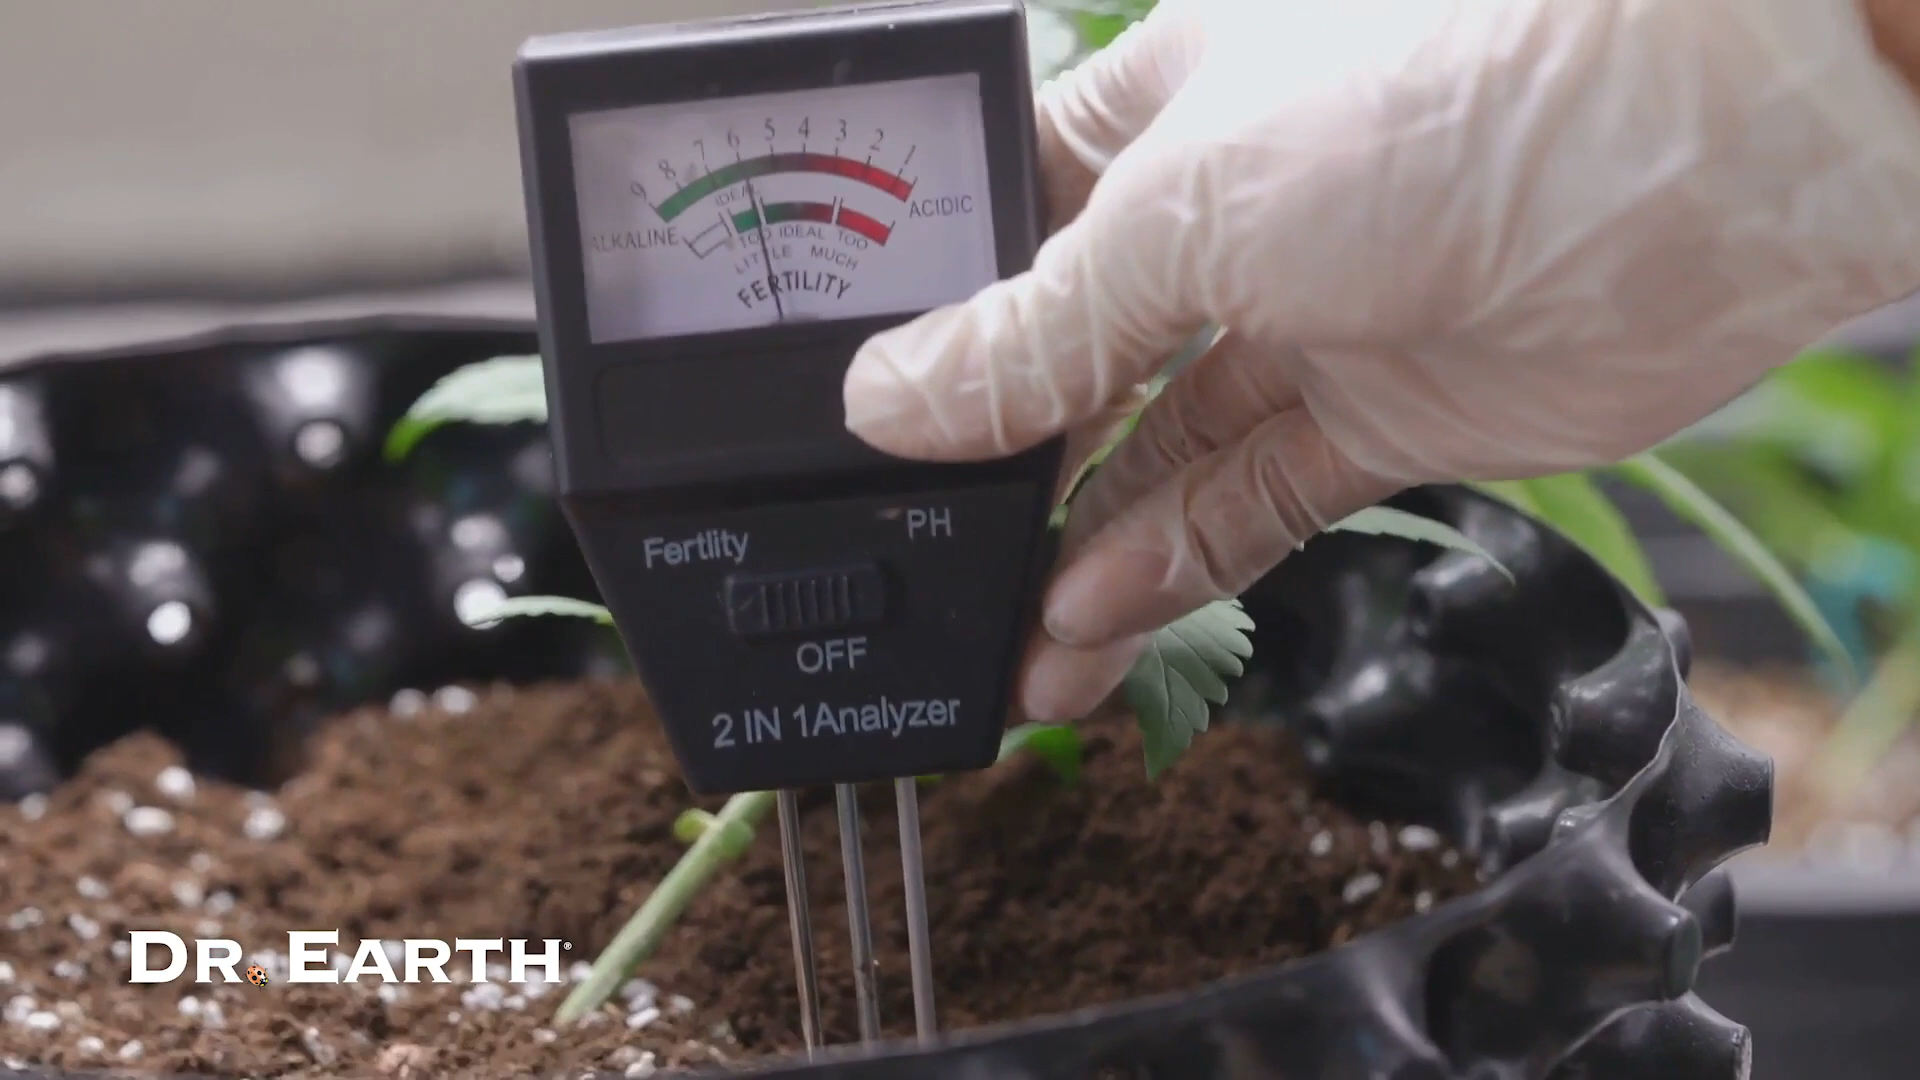 9 8 7 6 5 4 3 2 1
IDEAL
ALKALINE
ACIDIC
TOO IDEAL TOO
LITTLE MUCH
FERTILITY
Fertlity
PH
OFF
2 IN 1Analyzer
DR. EARTH®